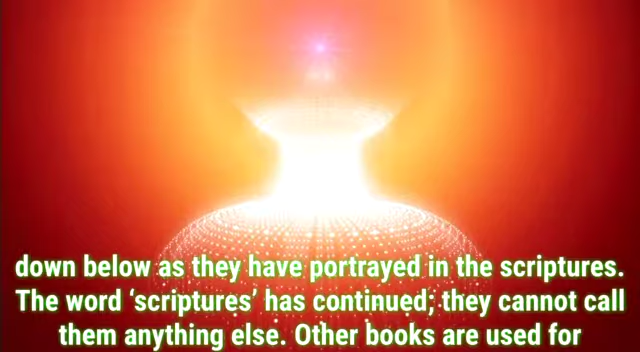 down below as they have portrayed in the scriptures.
The word ‘scriptures’ has continued; they cannot call
them anything else. Other books are used for